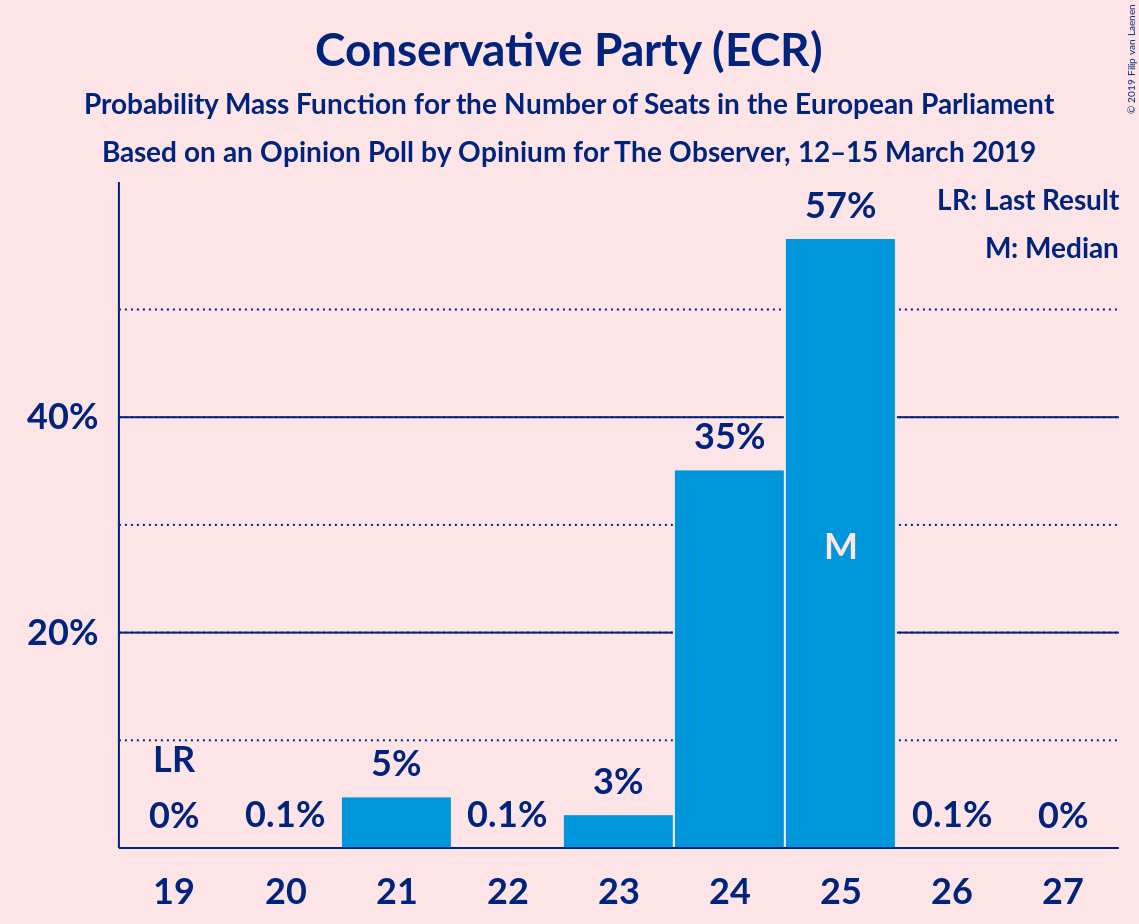 Conservative Party (ECR)
Probability Mass Function for the Number of Seats in the European Parliament
Based on an Opinion Poll by Opinium for The Observer, 12–15 March 2019
© 2019 Filip van Laenen
LR: Last Result
M: Median
57%
40%
35%
M
20%
LR
5%
3%
0%
0.1%
0.1%
0.1%
0%
19 20 21 22 23 24 25 26 27